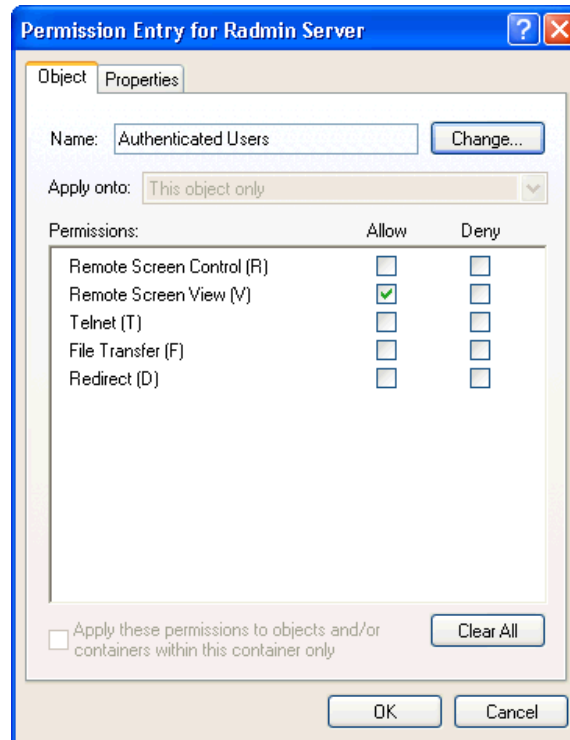 Permission Entry for Radmin Server
Object Properties
Name: Authenticated Users Change...
Apply onto: This object only
Permissions: Allow Deny
Remote Screen Control (R)
Remote Screen View (V)
Telnet (T)
File Transfer (F)
Redirect (D)
Apply these permissions to objects and/or
containers within this container only
Clear All
OK Cancel